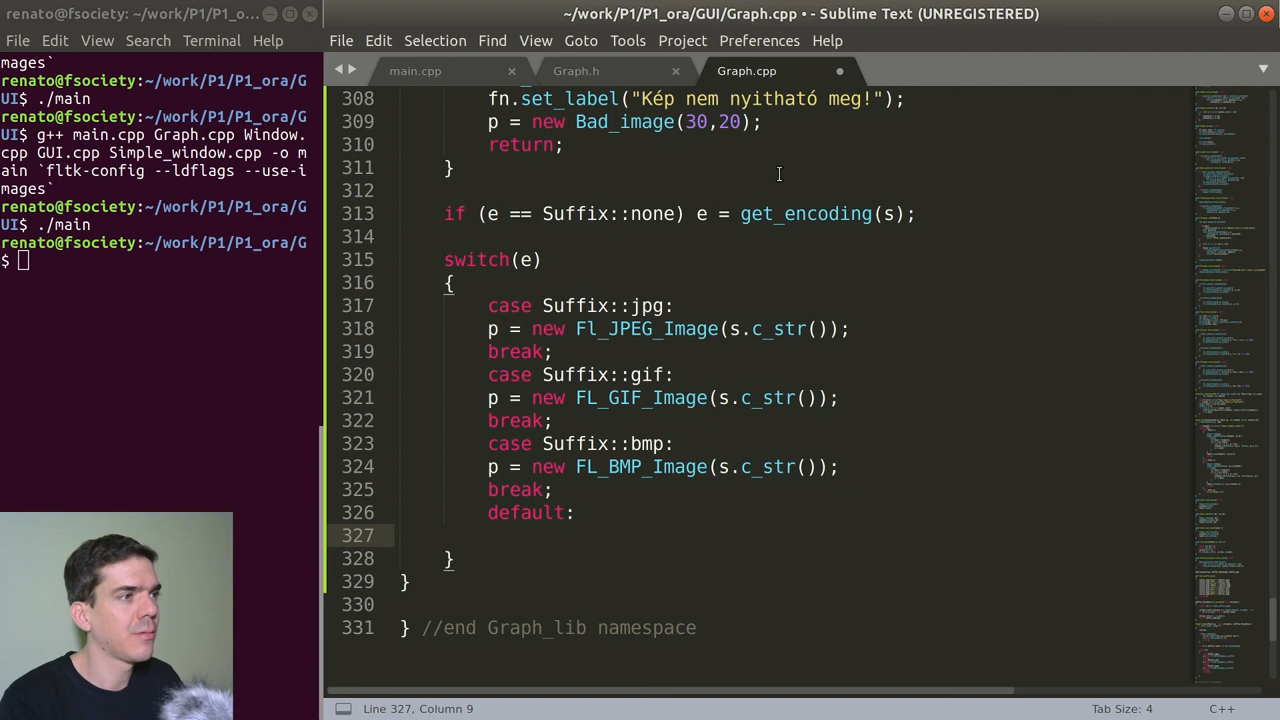 renato@fsociety: ~/work/P1/P1_o...
File Edit View Search Terminal Help
mages`
renato@fsociety:~/work/P1/P1_ora/G
UI$ ./main
renato@fsociety:~/work/P1/P1_ora/G
UI$ g++ main.cpp Graph.cpp Window.
cpp GUI.cpp Simple_window.cpp -o m
ain `fltk-config --ldflags --use-i
mages`
renato@fsociety:~/work/P1/P1_ora/G
UI$ ./main
renato@fsociety:~/work/P1/P1_ora/G
$
~/work/P1/P1_ora/GUI/Graph.cpp • - Sublime Text (UNREGISTERED)
File Edit Selection Find View Goto Tools Project Preferences Help
main.cpp Graph.h Graph.cpp
308 fn.set_label("Kép nem nyitható meg!");
309 p = new Bad_image(30,20);
310 return;
311 }
312
313 if (e == Suffix::none) e = get_encoding(s);
314
315 switch(e)
316 {
317 case Suffix::jpg:
318 p = new Fl_JPEG_Image(s.c_str());
319 break;
320 case Suffix::gif:
321 p = new FL_GIF_Image(s.c_str());
322 break;
323 case Suffix::bmp:
324 p = new FL_BMP_Image(s.c_str());
325 break;
326 default:
327
328 }
329 }
330
331 } //end Graph_lib namespace
Line 327, Column 9 Tab Size: 4 C++